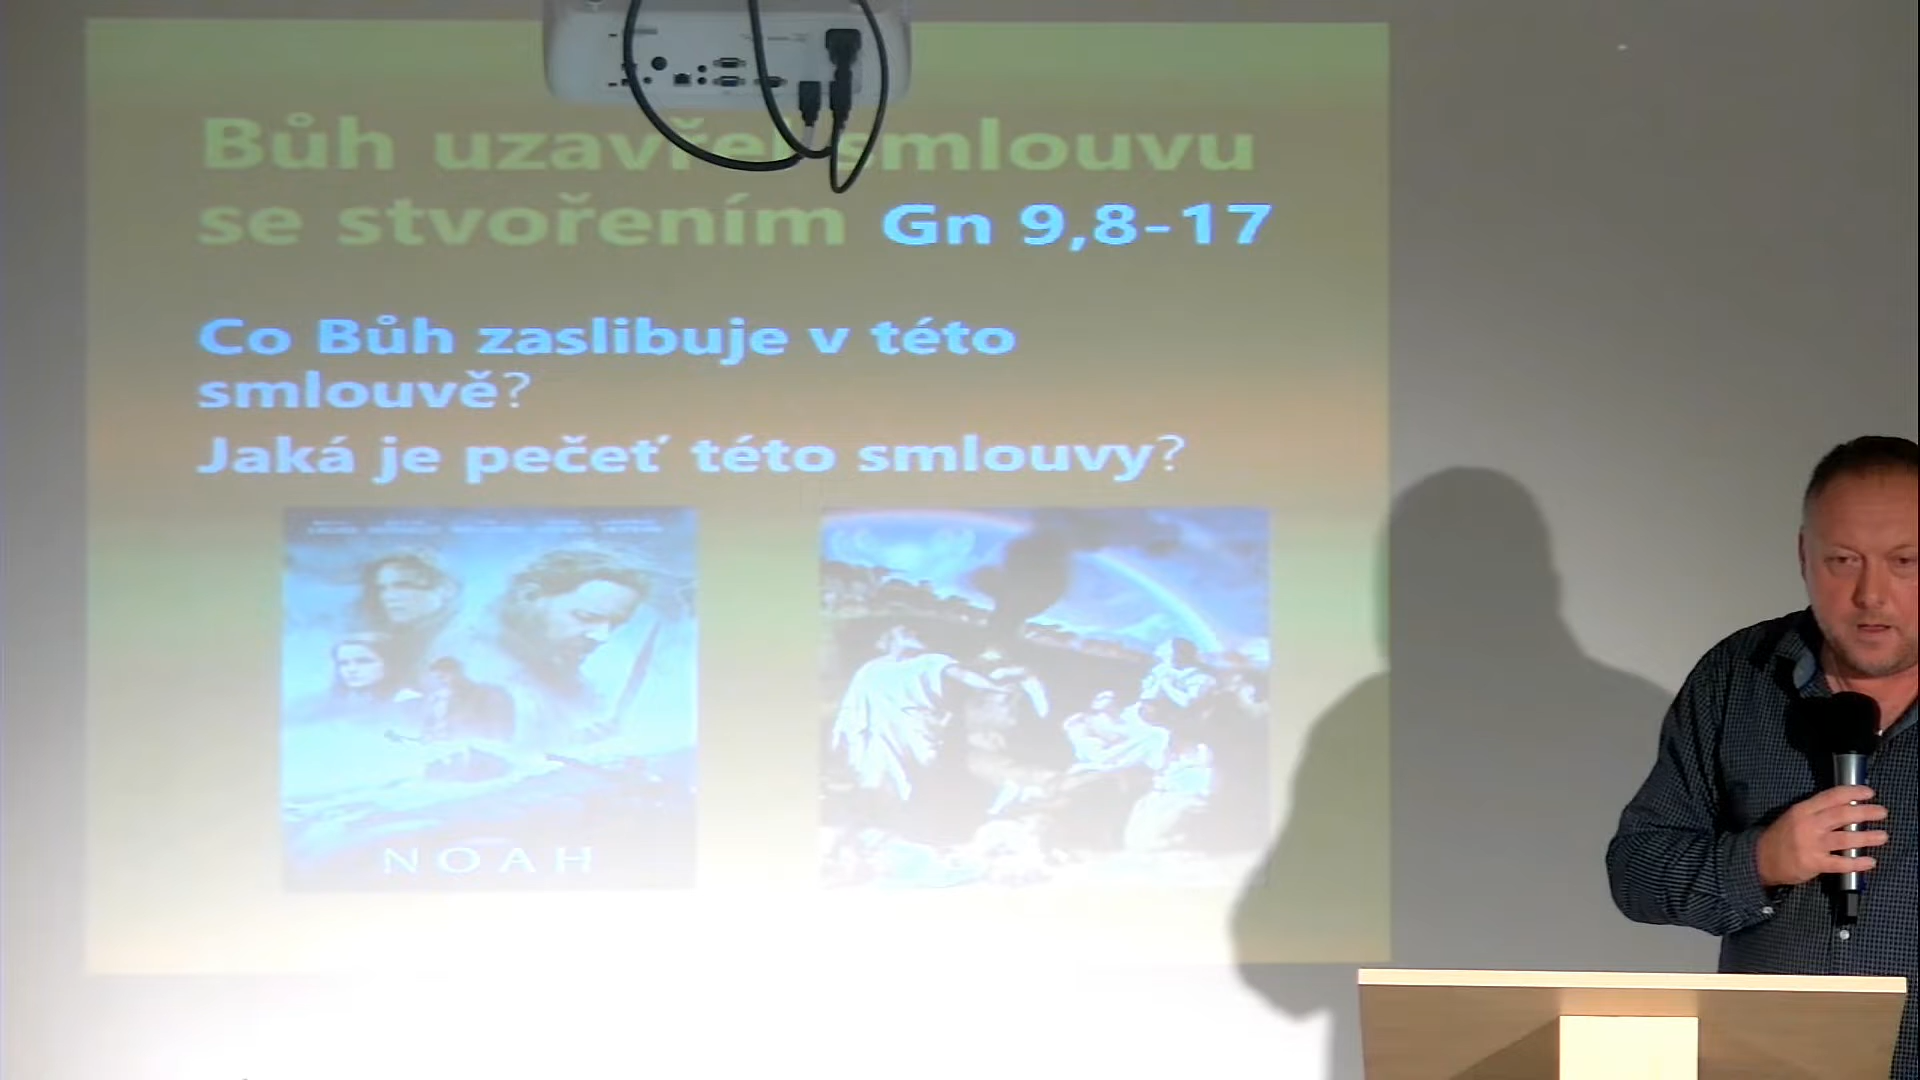 Bůh uzavřel smlouvu
se stvořením Gn 9,8-17
Co Bůh zaslibuje v této
smlouvě?
Jaká je pečeť této smlouvy?
NOAH